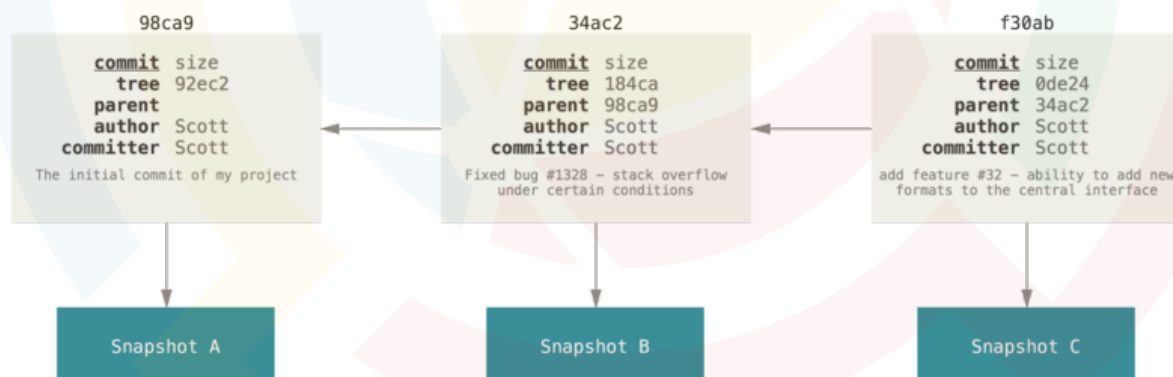 98ca9
commit size
tree 92ec2
parent
author Scott
committer Scott
The initial commit of my project
Snapshot A
34ac2
commit size
tree 184ca
parent 98ca9
author Scott
committer Scott
Fixed bug #1328 – stack overflow
under certain conditions
Snapshot B
f30ab
commit size
tree 0de24
parent 34ac2
author Scott
committer Scott
add feature #32 – ability to add new
formats to the central interface
Snapshot C